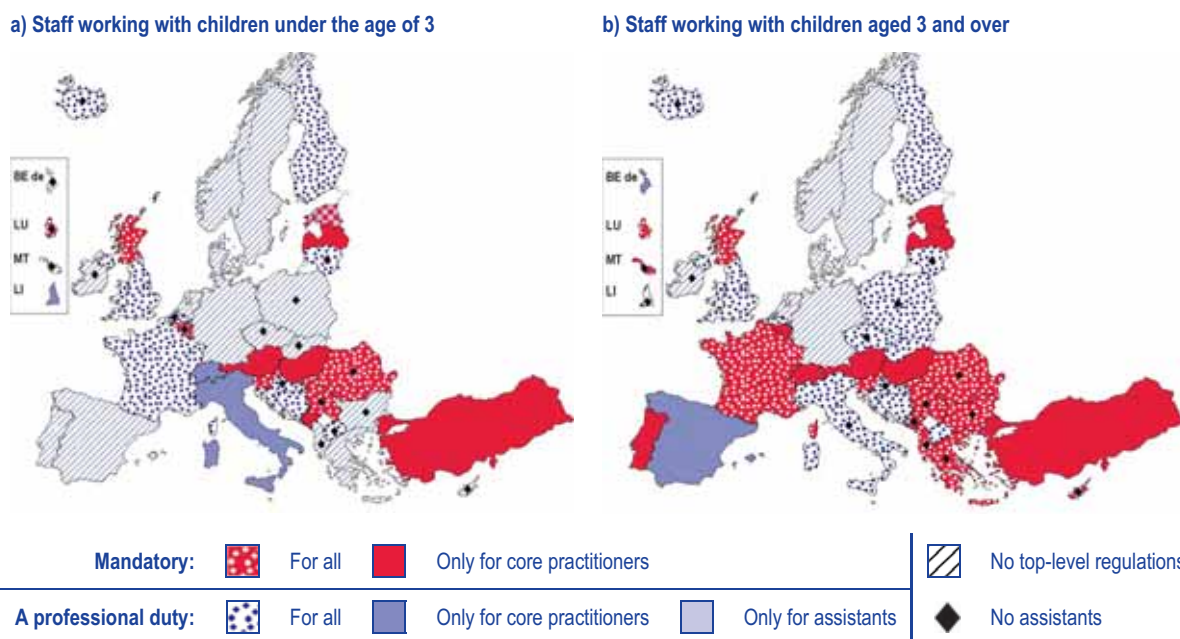 a) Staff working with children under the age of 3
b) Staff working with children aged 3 and over
BE de
LU
MT
LI
BE de
LU
MT
LI
Mandatory: For all Only for core practitioners
No top-level regulations
A professional duty: For all Only for core practitioners Only for assistants
No assistants